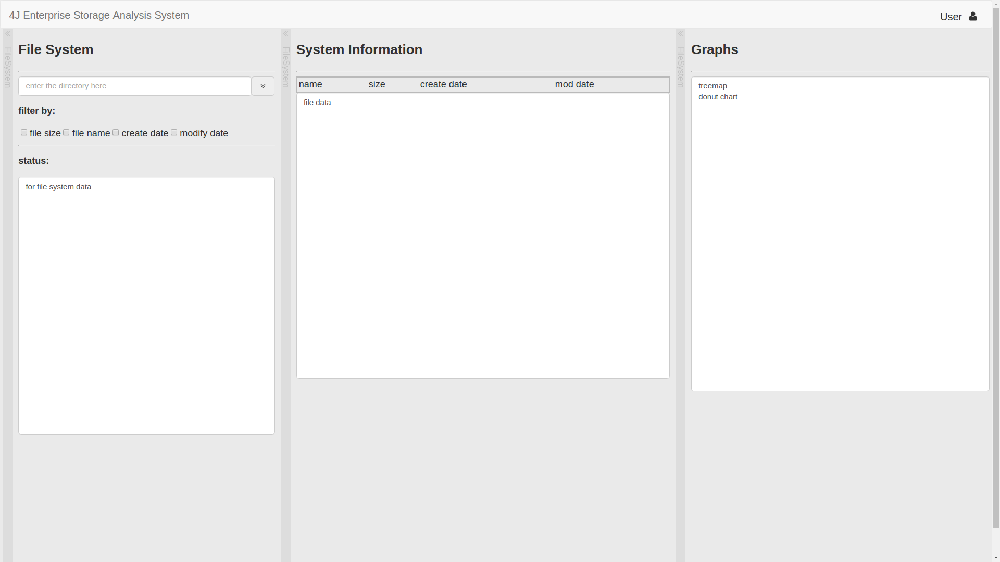 4J Enterprise Storage Analysis System
User
FileSystem
File System
enter the directory here
filter by:
file size file name create date modify date
status:
for file system data
FileSystem
System Information
name size create date mod date
file data
FileSystem
Graphs
treemap
donut chart